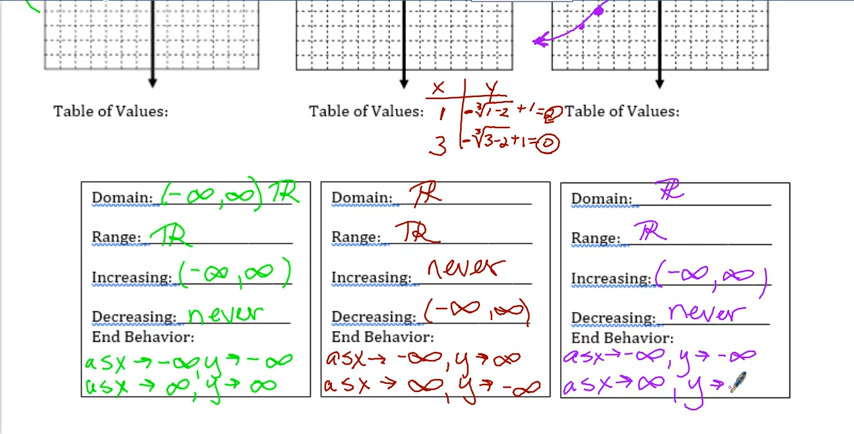 Table of Values:
Table of Values:
x y
1 -∛1-2 +1=2
3 -∛3-2 +1=0
Table of Values:
Domain: (-∞,∞) ℝ
Range: ℝ
Increasing: (-∞,∞)
Decreasing: never
End Behavior:
as x→ -∞, y→ -∞
as x→ ∞, y→ ∞
Domain: ℝ
Range: ℝ
Increasing: never
Decreasing: (-∞,∞)
End Behavior:
as x→ -∞, y→ ∞
as x→ ∞, y→ -∞
Domain: ℝ
Range: ℝ
Increasing: (-∞,∞)
Decreasing: never
End Behavior:
as x→ -∞, y→ -∞
as x→ ∞, y→